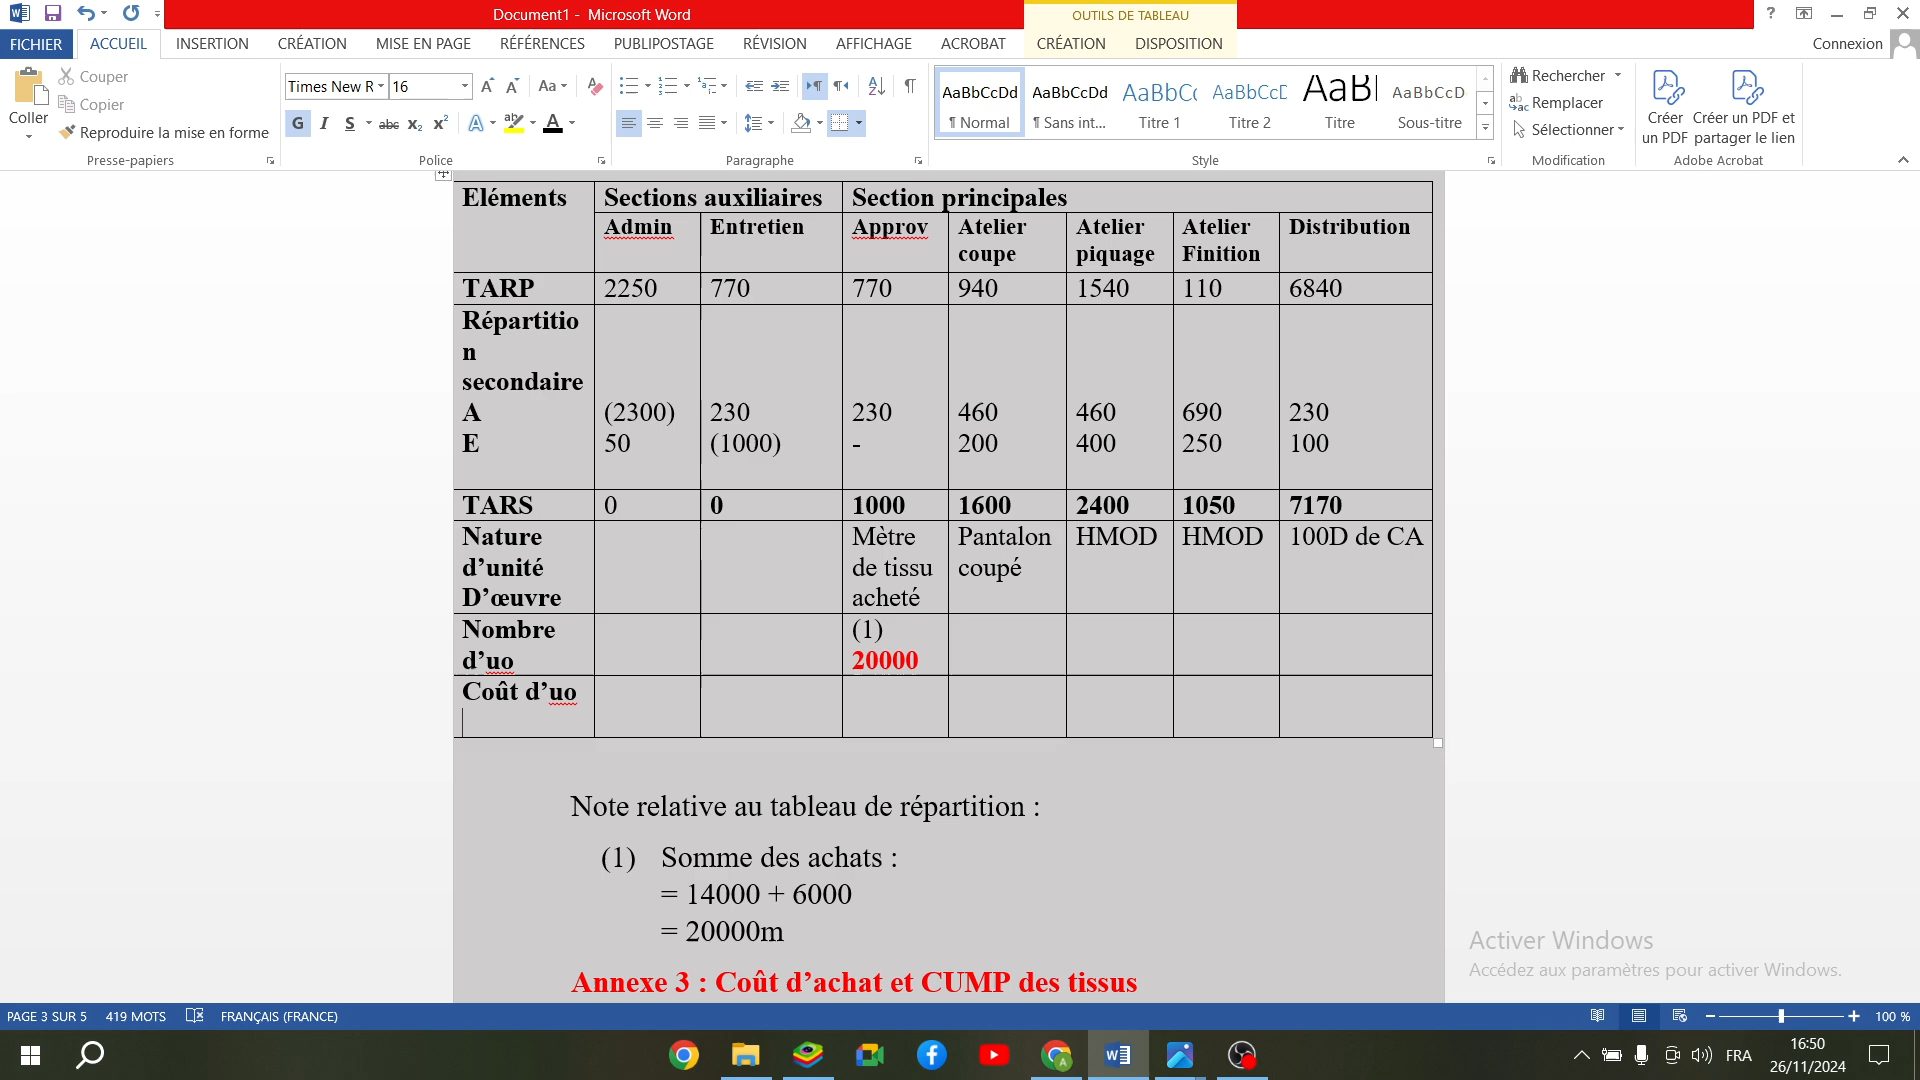 Document1 - Microsoft Word
OUTILS DE TABLEAU
?
FICHIER ACCUEIL INSERTION CRÉATION MISE EN PAGE RÉFÉRENCES PUBLIPOSTAGE RÉVISION AFFICHAGE ACROBAT CRÉATION DISPOSITION Connexion
Coller
Couper
Copier
Reproduire la mise en forme
Presse-papiers
Times New R 16
Aa
G I S abc X₂ X² A ab A
Police
Paragraphe
AaBbCcDd AaBbCcDd AaBbC AaBbCcC AaBl AaBbCcD
¶ Normal ¶ Sans int... Titre 1 Titre 2 Titre Sous-titre
Style
Rechercher
Remplacer
Sélectionner
Modification
Créer un PDF
Créer un PDF et partager le lien
Adobe Acrobat
Eléments Sections auxiliaires Section principales
Admin Entretien Approv Atelier coupe Atelier piquage Atelier Finition Distribution
TARP 2250 770 770 940 1540 110 6840
Répartitio
n
secondaire
A (2300) 230 230 460 460 690 230
E 50 (1000) - 200 400 250 100
TARS 0 0 1000 1600 2400 1050 7170
Nature Mètre Pantalon HMOD HMOD 100D de CA
d’unité de tissu coupé
D’œuvre acheté
Nombre (1)
d’uo 20000
Coût d’uo
Note relative au tableau de répartition :
(1) Somme des achats :
= 14000 + 6000
= 20000m
Annexe 3 : Coût d’achat et CUMP des tissus
Activer Windows
Accédez aux paramètres pour activer Windows.
PAGE 3 SUR 5 419 MOTS FRANÇAIS (FRANCE) 100 %
FRA
16:50
26/11/2024